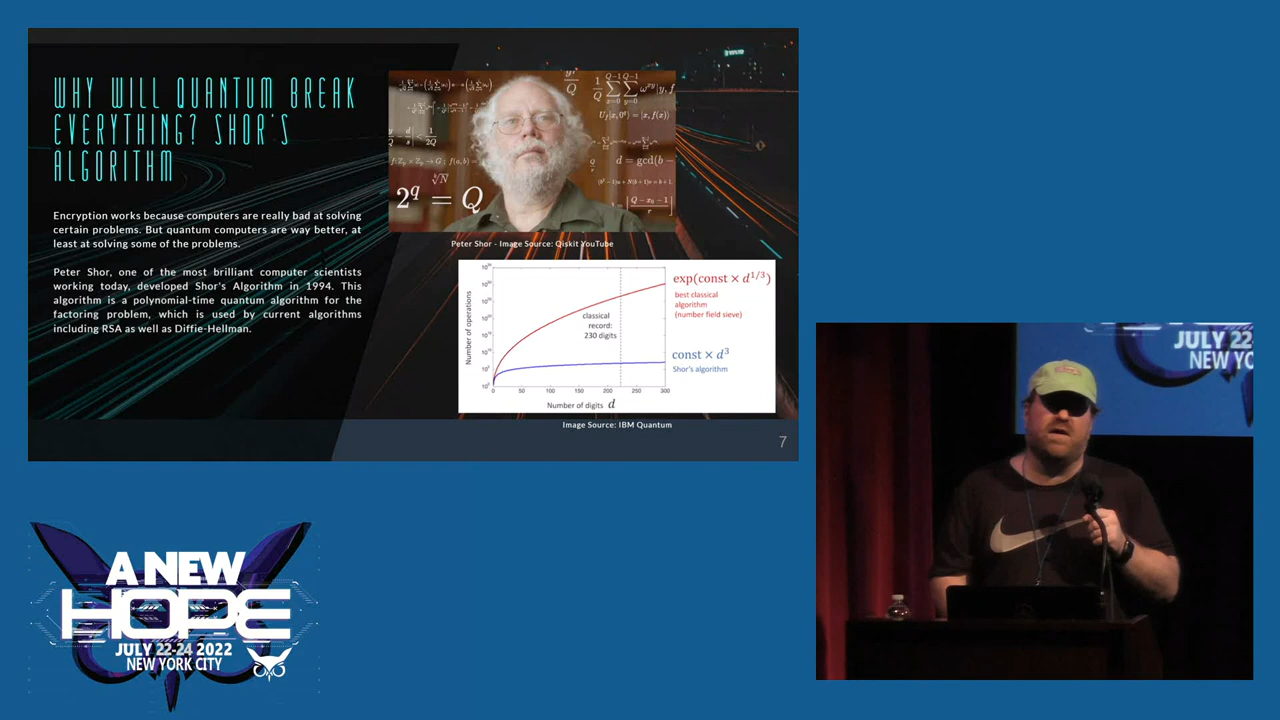 WHY WILL QUANTUM BREAK
EVERYTHING? SHOR'S
ALGORITHM
Encryption works because computers are really bad at solving
certain problems. But quantum computers are way better, at
least at solving some of the problems.
Peter Shor, one of the most brilliant computer scientists
working today, developed Shor's Algorithm in 1994. This
algorithm is a polynomial-time quantum algorithm for the
factoring problem, which is used by current algorithms
including RSA as well as Diffie-Hellman.
2^q = Q
d = gcd(b −
Peter Shor - Image Source: Qiskit YouTube
Number of operations
classical
record:
230 digits
0 50 100 150 200 250 300
Number of digits d
exp(const × d^1/3)
best classical
algorithm
(number field sieve)
const × d^3
Shor's algorithm
Image Source: IBM Quantum
7
A NEW
HOPE
JULY 22-24 2022
NEW YORK CITY
JULY 22
NEW YO